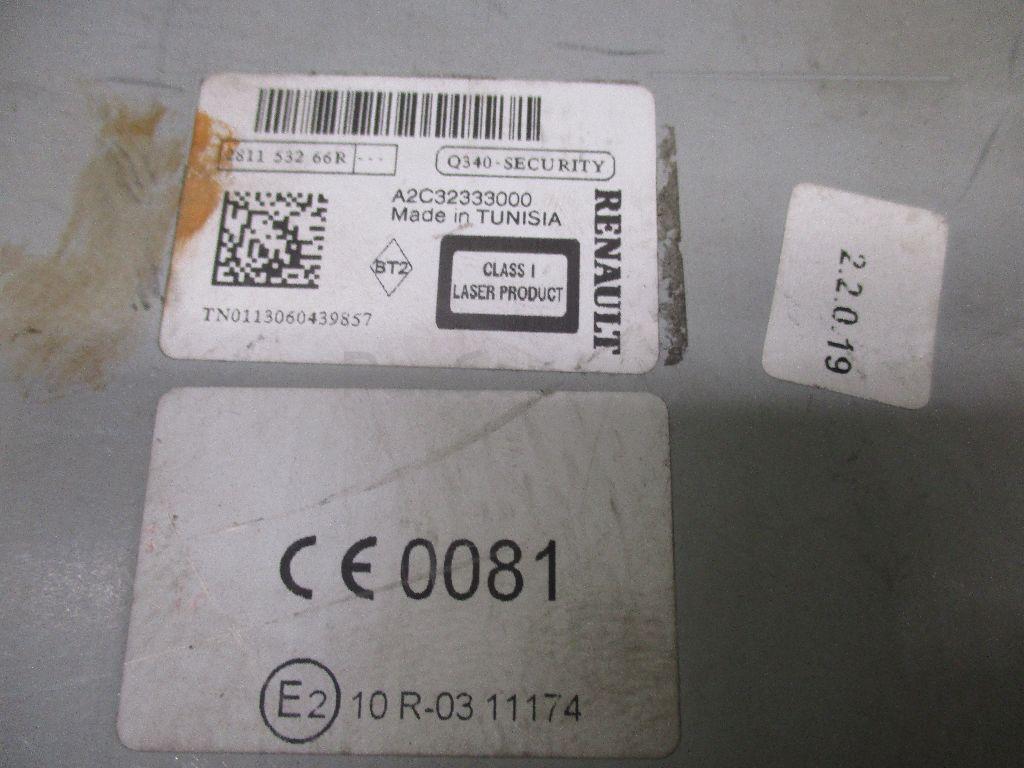 2811 532 66R ---
Q340-SECURITY
A2C32333000
Made in TUNISIA
BT2
CLASS I
LASER PRODUCT
RENAULT
TN0113060439857
2.2.0.19
CE 0081
E2 10 R-03 11174